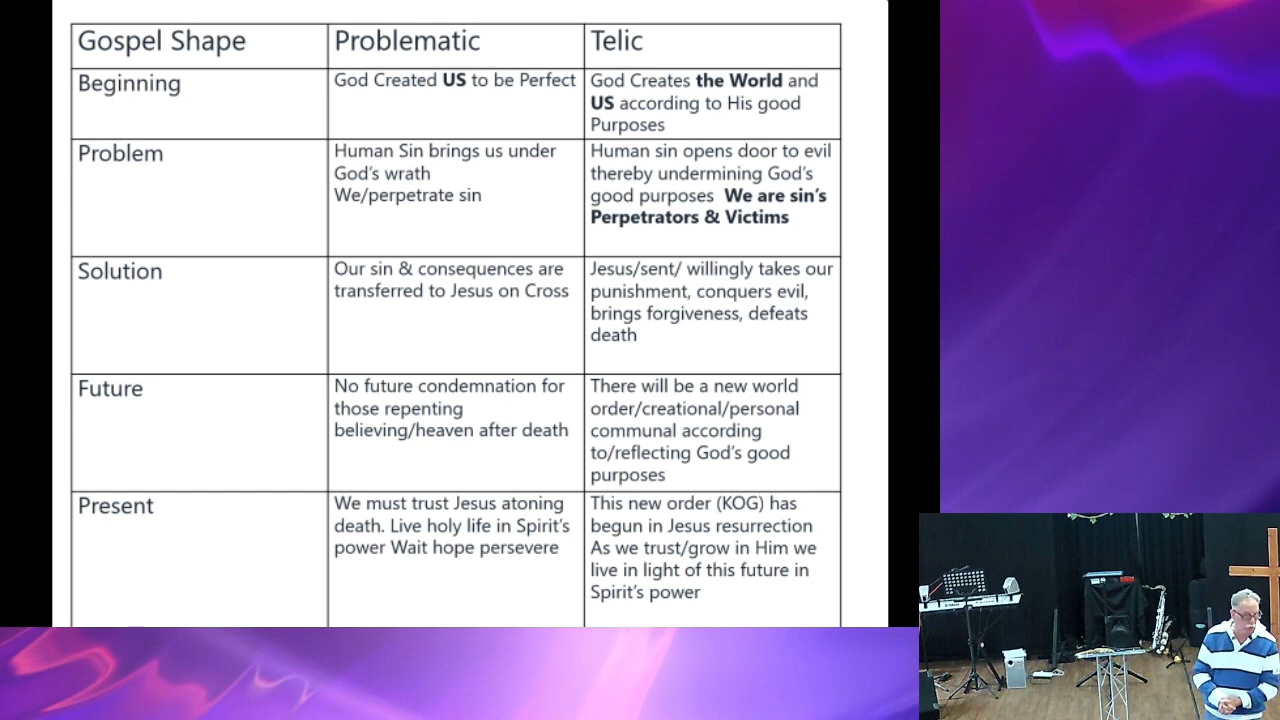 Gospel Shape
Problematic
Telic
Beginning
God Created US to be Perfect
God Creates the World and
US according to His good
Purposes
Problem
Human Sin brings us under
God's wrath
We/perpetrate sin
Human sin opens door to evil
thereby undermining God's
good purposes  We are sin's
Perpetrators & Victims
Solution
Our sin & consequences are
transferred to Jesus on Cross
Jesus/sent/ willingly takes our
punishment, conquers evil,
brings forgiveness, defeats
death
Future
No future condemnation for
those repenting
believing/heaven after death
There will be a new world
order/creational/personal
communal according
to/reflecting God's good
purposes
Present
We must trust Jesus atoning
death. Live holy life in Spirit's
power Wait hope persevere
This new order (KOG) has
begun in Jesus resurrection
As we trust/grow in Him we
live in light of this future in
Spirit's power